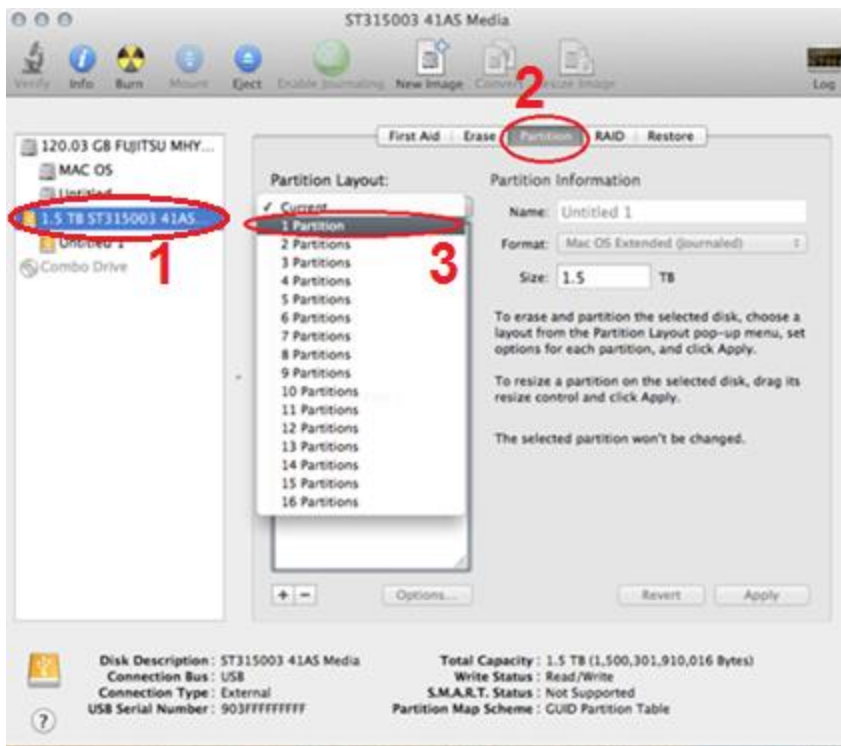 ST315003 41AS Media
Verify Info Burn Mount Eject Enable Journaling New Image Convert Resize Image Log
2
First Aid Erase Partition RAID Restore
120.03 GB FUJITSU MHY...
MAC OS
Untitled
1.5 TB ST315003 41AS...
Untitled 1
Combo Drive
1
Partition Layout:
✓ Current
1 Partition
2 Partitions
3 Partitions
4 Partitions
5 Partitions
6 Partitions
7 Partitions
8 Partitions
9 Partitions
10 Partitions
11 Partitions
12 Partitions
13 Partitions
14 Partitions
15 Partitions
16 Partitions
3
Partition Information
Name: Untitled 1
Format: Mac OS Extended (Journaled)
Size: 1.5 TB
To erase and partition the selected disk, choose a
layout from the Partition Layout pop-up menu, set
options for each partition, and click Apply.
To resize a partition on the selected disk, drag its
resize control and click Apply.
The selected partition won't be changed.
+ − Options... Revert Apply
Disk Description : ST315003 41AS Media
Connection Bus : USB
Connection Type : External
USB Serial Number : 903FFFFFFFFF
Total Capacity : 1.5 TB (1,500,301,910,016 Bytes)
Write Status : Read/Write
S.M.A.R.T. Status : Not Supported
Partition Map Scheme : GUID Partition Table
?